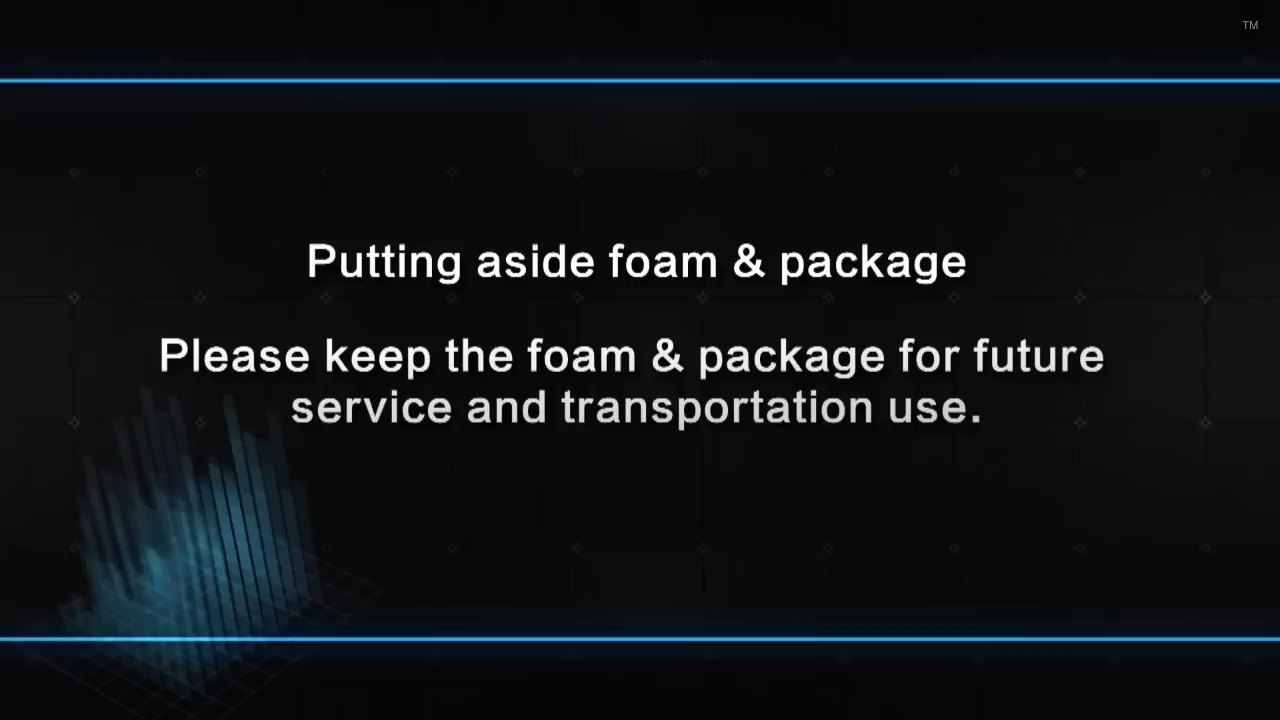 TM
Putting aside foam & package
Please keep the foam & package for future
service and transportation use.